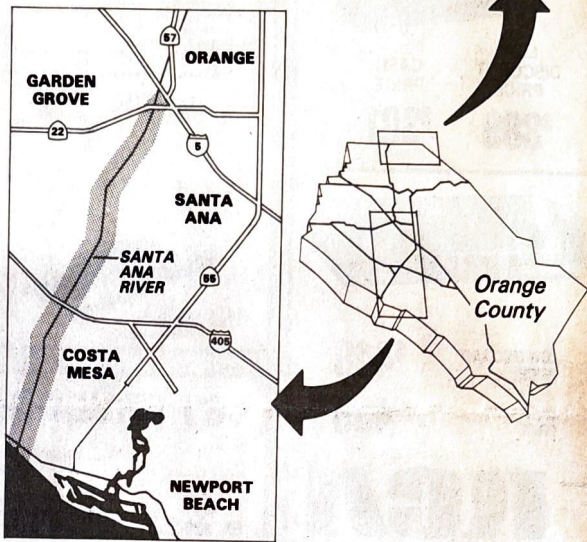 57
ORANGE
GARDEN
GROVE
22
5
SANTA
ANA
SANTA
ANA
RIVER
55
405
COSTA
MESA
NEWPORT
BEACH
Orange
County